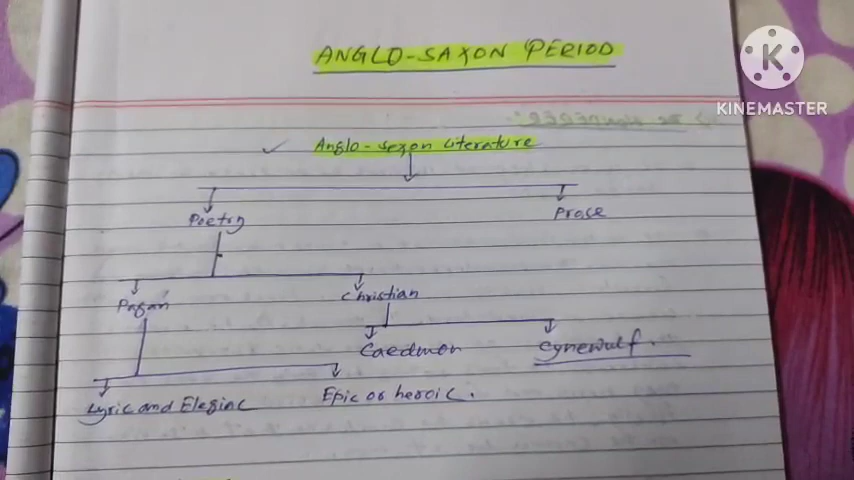 ANGLO-SAXON PERIOD
KINEMASTER
Anglo-Saxon Literature
Poetry
Prose
Pagan
Christian
Caedmon
Cynewulf.
Lyric and Elegiac
Epic or heroic.